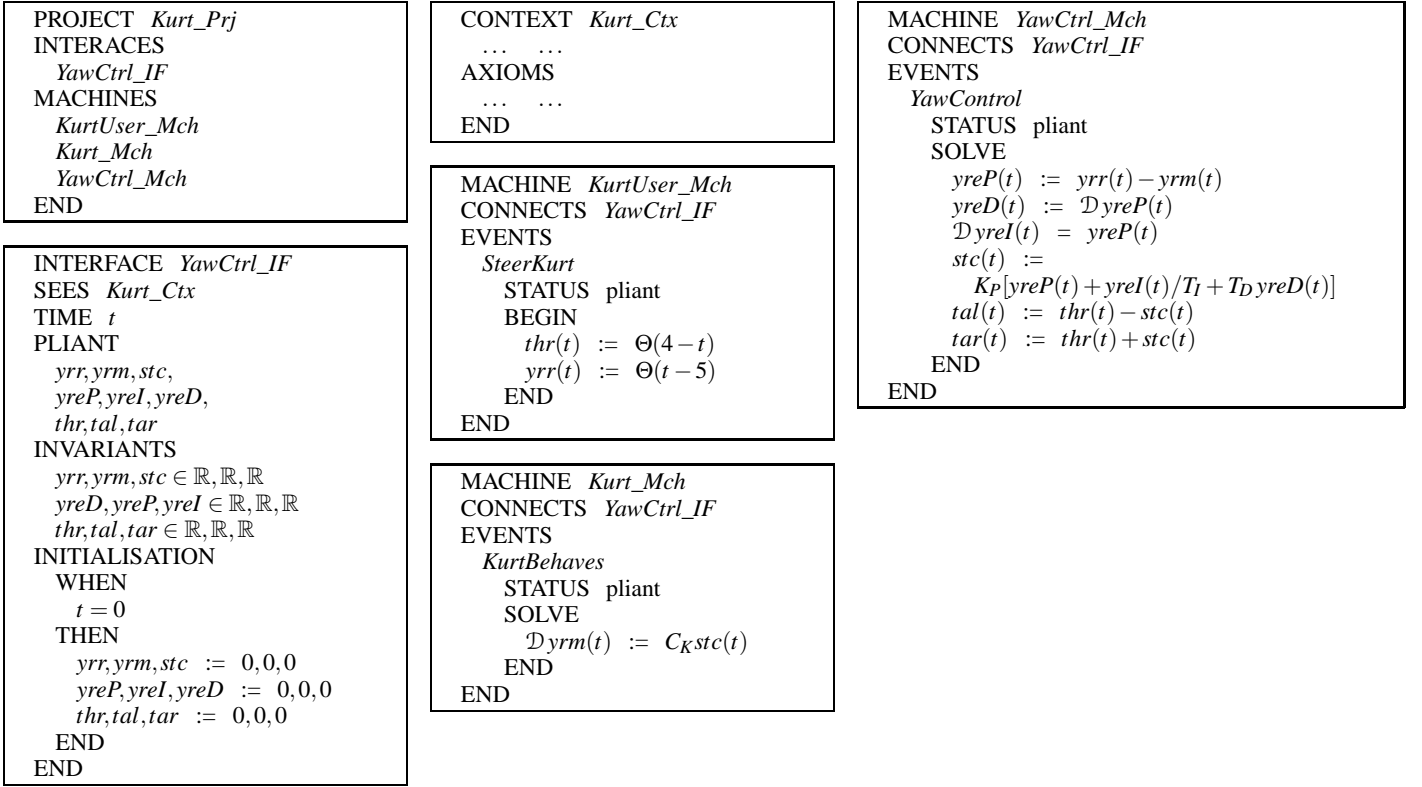 PROJECT Kurt_Prj
INTERACES
YawCtrl_IF
MACHINES
KurtUser_Mch
Kurt_Mch
YawCtrl_Mch
END
INTERFACE YawCtrl_IF
SEES Kurt_Ctx
TIME t
PLIANT
yrr,yrm,stc,
yreP,yreI,yreD,
thr,tal,tar
INVARIANTS
yrr,yrm,stc ∈ ℝ,ℝ,ℝ
yreD,yreP,yreI ∈ ℝ,ℝ,ℝ
thr,tal,tar ∈ ℝ,ℝ,ℝ
INITIALISATION
WHEN
t = 0
THEN
yrr,yrm,stc := 0,0,0
yreP,yreI,yreD := 0,0,0
thr,tal,tar := 0,0,0
END
END
CONTEXT Kurt_Ctx
... ...
AXIOMS
... ...
END
MACHINE KurtUser_Mch
CONNECTS YawCtrl_IF
EVENTS
SteerKurt
STATUS pliant
BEGIN
thr(t) := Θ(4−t)
yrr(t) := Θ(t−5)
END
END
MACHINE Kurt_Mch
CONNECTS YawCtrl_IF
EVENTS
KurtBehaves
STATUS pliant
SOLVE
𝒟yrm(t) := C_K stc(t)
END
END
MACHINE YawCtrl_Mch
CONNECTS YawCtrl_IF
EVENTS
YawControl
STATUS pliant
SOLVE
yreP(t) := yrr(t)−yrm(t)
yreD(t) := 𝒟yreP(t)
𝒟yreI(t) = yreP(t)
stc(t) :=
K_P[yreP(t)+yreI(t)/T_I+T_D yreD(t)]
tal(t) := thr(t)−stc(t)
tar(t) := thr(t)+stc(t)
END
END